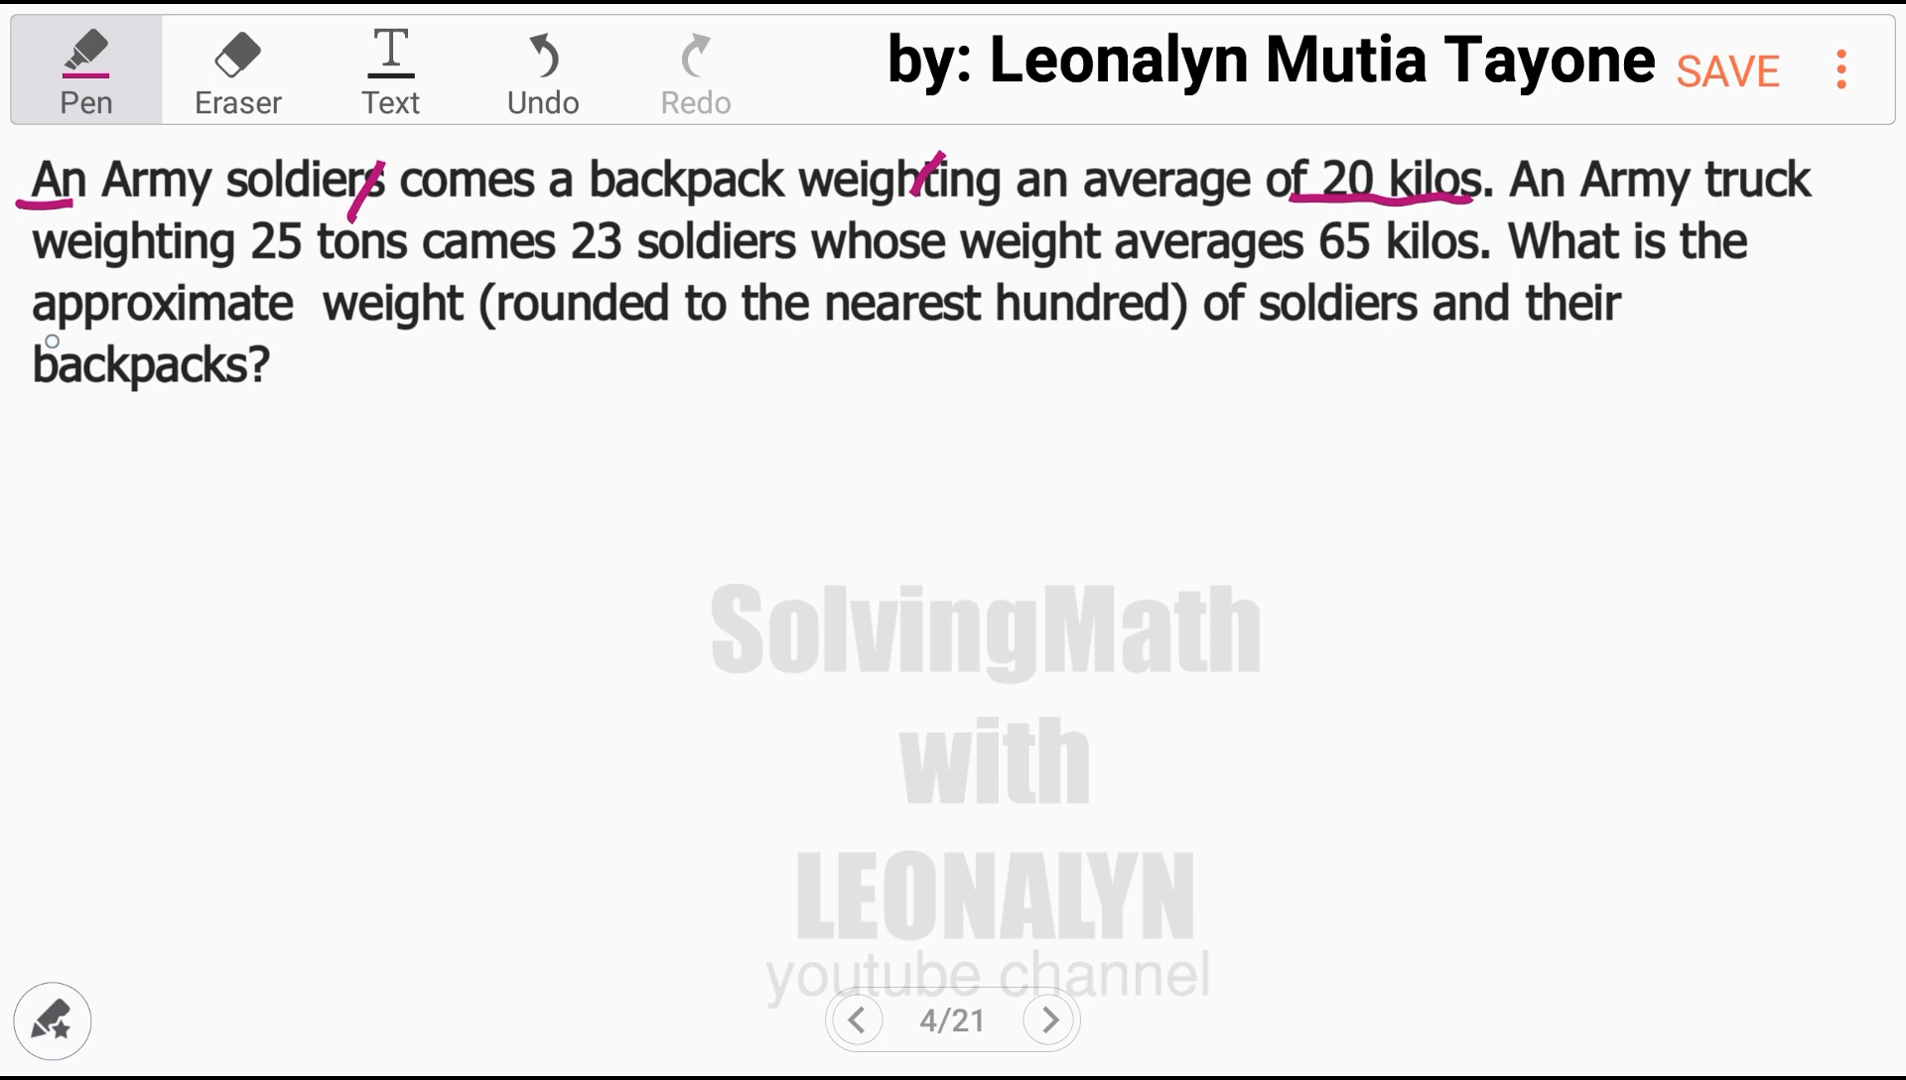 Pen
Eraser
Text
Undo
Redo
by: Leonalyn Mutia Tayone
SAVE
An Army soldiers comes a backpack weighting an average of 20 kilos. An Army truck
weighting 25 tons cames 23 soldiers whose weight averages 65 kilos. What is the
approximate weight (rounded to the nearest hundred) of soldiers and their
backpacks?
SolvingMath
with
LEONALYN
youtube channel
4/21